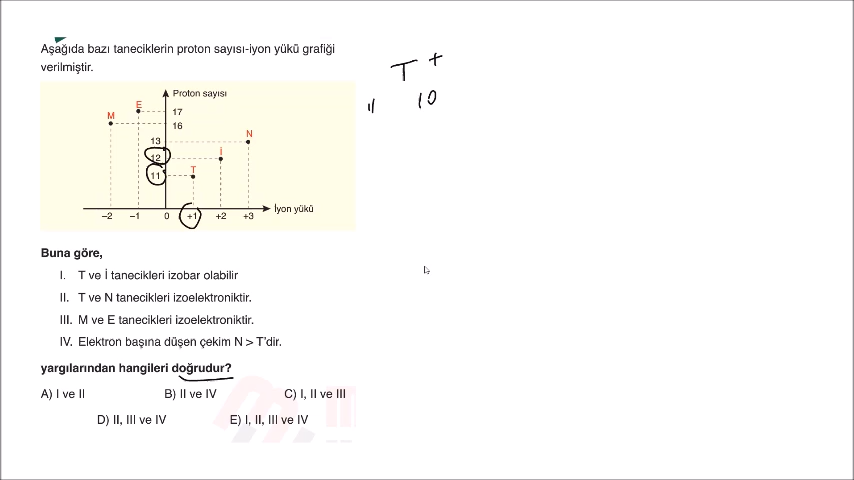 Aşağıda bazı taneciklerin proton sayısı-iyon yükü grafiği
verilmiştir.
T +
11 10
Proton sayısı
E
17
M
16
13
N
12
İ
11
T
İyon yükü
–2 –1 0 +1 +2 +3
Buna göre,
I. T ve İ tanecikleri izobar olabilir
II. T ve N tanecikleri izoelektroniktir.
III. M ve E tanecikleri izoelektroniktir.
IV. Elektron başına düşen çekim N > T'dir.
yargılarından hangileri doğrudur?
A) I ve II B) II ve IV C) I, II ve III
D) II, III ve IV E) I, II, III ve IV